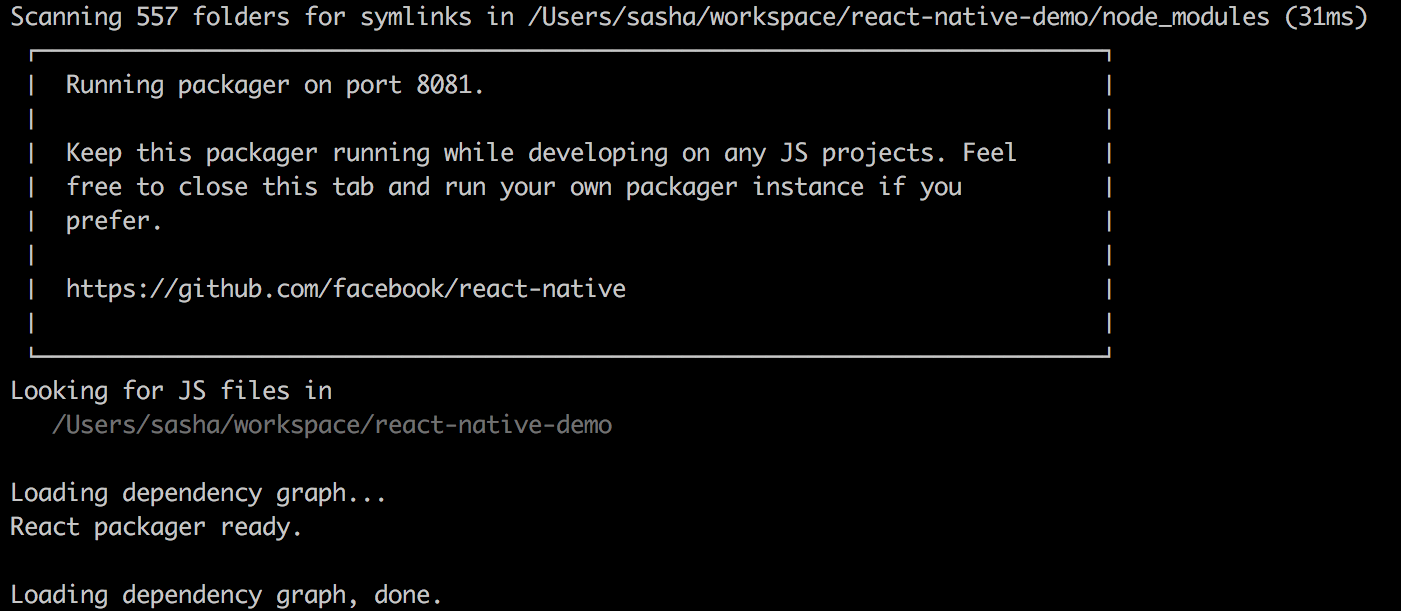 Scanning 557 folders for symlinks in /Users/sasha/workspace/react-native-demo/node_modules (31ms)
Running packager on port 8081.
Keep this packager running while developing on any JS projects. Feel
free to close this tab and run your own packager instance if you
prefer.
https://github.com/facebook/react-native
Looking for JS files in
/Users/sasha/workspace/react-native-demo
Loading dependency graph...
React packager ready.
Loading dependency graph, done.